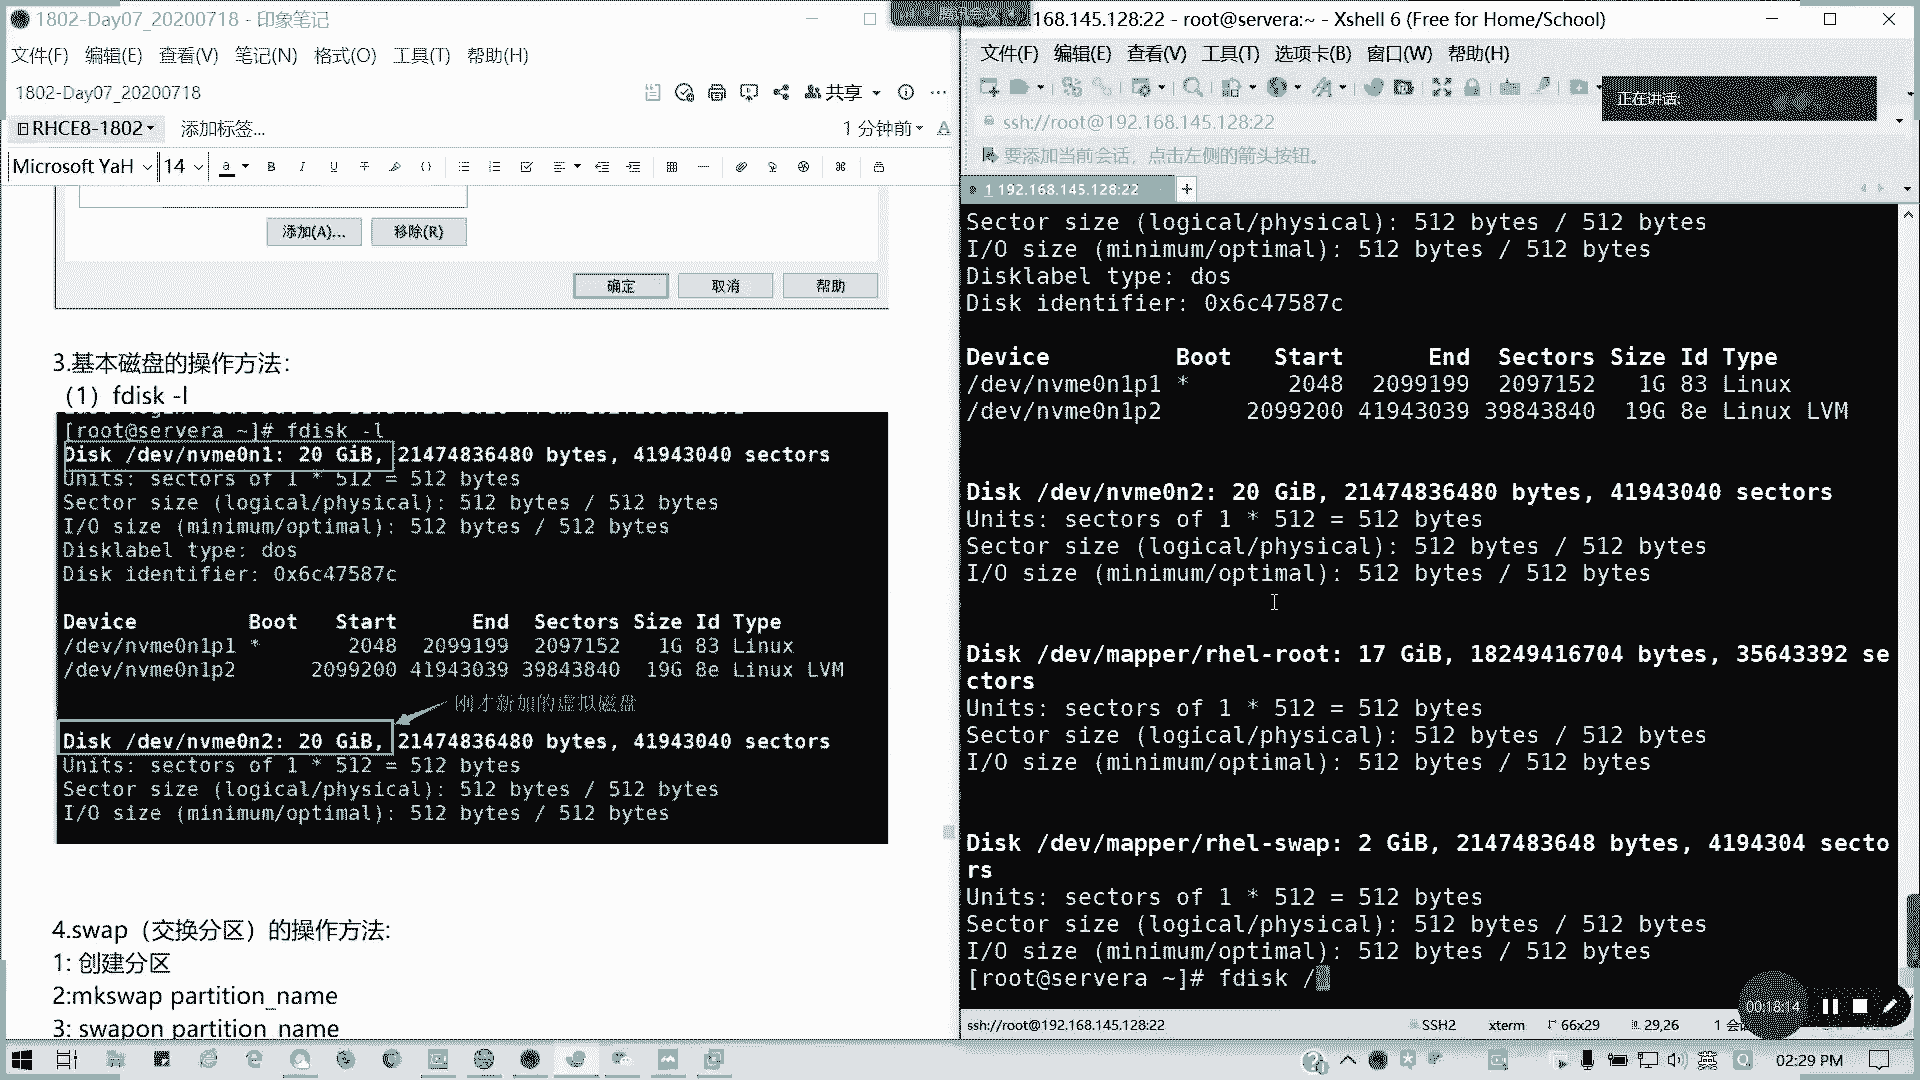 1802-Day07_20200718 - 印象笔记
文件(F) 编辑(E) 查看(V) 笔记(N) 格式(O) 工具(T) 帮助(H)
1802-Day07_20200718
共享
RHCE8-1802 添加标签...
1 分钟前
Microsoft YaH 14
添加(A)... 移除(R)
确定 取消 帮助
3.基本磁盘的操作方法：
（1）fdisk -l
[root@servera ~]# fdisk -l
Disk /dev/nvme0n1: 20 GiB, 21474836480 bytes, 41943040 sectors
Units: sectors of 1 * 512 = 512 bytes
Sector size (logical/physical): 512 bytes / 512 bytes
I/O size (minimum/optimal): 512 bytes / 512 bytes
Disklabel type: dos
Disk identifier: 0x6c47587c
Device Boot Start End Sectors Size Id Type
/dev/nvme0n1p1 * 2048 2099199 2097152 1G 83 Linux
/dev/nvme0n1p2 2099200 41943039 39843840 19G 8e Linux LVM
刚才新加的虚拟磁盘
Disk /dev/nvme0n2: 20 GiB, 21474836480 bytes, 41943040 sectors
Units: sectors of 1 * 512 = 512 bytes
Sector size (logical/physical): 512 bytes / 512 bytes
I/O size (minimum/optimal): 512 bytes / 512 bytes
4.swap（交换分区）的操作方法:
1: 创建分区
2:mkswap partition_name
3: swapon partition_name
腾讯会议
168.145.128:22 - root@servera:~ - Xshell 6 (Free for Home/School)
文件(F) 编辑(E) 查看(V) 工具(T) 选项卡(B) 窗口(W) 帮助(H)
正在讲话:
ssh://root@192.168.145.128:22
要添加当前会话，点击左侧的箭头按钮。
1 192.168.145.128:22
Sector size (logical/physical): 512 bytes / 512 bytes
I/O size (minimum/optimal): 512 bytes / 512 bytes
Disklabel type: dos
Disk identifier: 0x6c47587c
Device Boot Start End Sectors Size Id Type
/dev/nvme0n1p1 * 2048 2099199 2097152 1G 83 Linux
/dev/nvme0n1p2 2099200 41943039 39843840 19G 8e Linux LVM
Disk /dev/nvme0n2: 20 GiB, 21474836480 bytes, 41943040 sectors
Units: sectors of 1 * 512 = 512 bytes
Sector size (logical/physical): 512 bytes / 512 bytes
I/O size (minimum/optimal): 512 bytes / 512 bytes
Disk /dev/mapper/rhel-root: 17 GiB, 18249416704 bytes, 35643392 se
ctors
Units: sectors of 1 * 512 = 512 bytes
Sector size (logical/physical): 512 bytes / 512 bytes
I/O size (minimum/optimal): 512 bytes / 512 bytes
Disk /dev/mapper/rhel-swap: 2 GiB, 2147483648 bytes, 4194304 secto
rs
Units: sectors of 1 * 512 = 512 bytes
Sector size (logical/physical): 512 bytes / 512 bytes
I/O size (minimum/optimal): 512 bytes / 512 bytes
[root@servera ~]# fdisk /
00:18:14
ssh://root@192.168.145.128:22 SSH2 xterm 66x29 29,26 1 会
02:29 PM